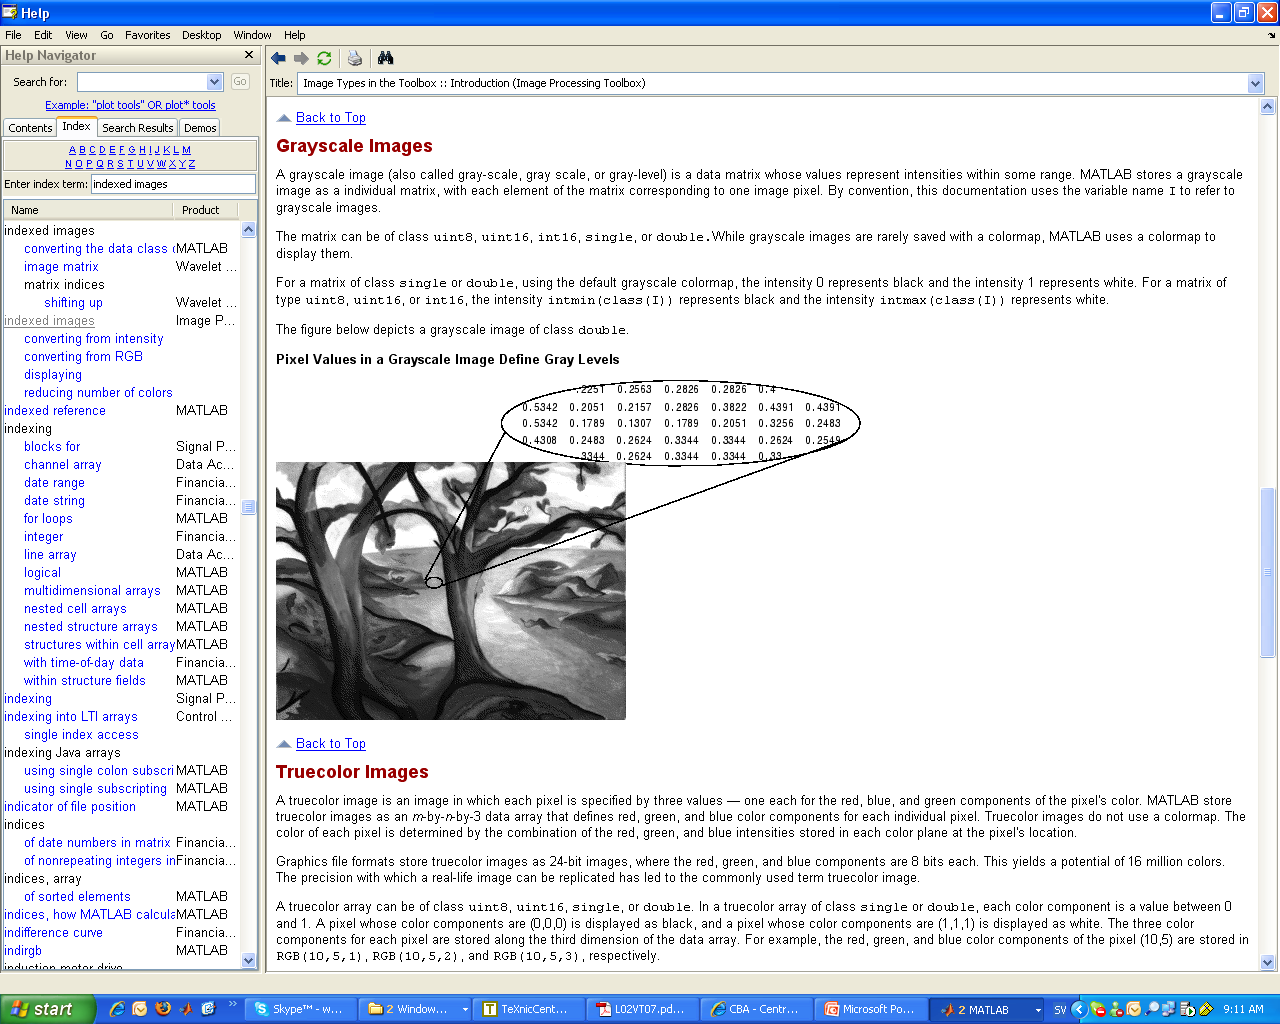 Help
File Edit View Go Favorites Desktop Window Help
Help Navigator
Search for: Go
Example: "plot tools" OR plot* tools
Contents Index Search Results Demos
A B C D E F G H I J K L M
N O P Q R S T U V W X Y Z
Enter index term: indexed images
Name Product
indexed images
converting the data class MATLAB
image matrix Wavelet ...
matrix indices
shifting up Wavelet ...
indexed images Image P...
converting from intensity
converting from RGB
displaying
reducing number of colors
indexed reference MATLAB
indexing
blocks for Signal P...
channel array Data Ac...
date range Financia...
date string Financia...
for loops MATLAB
integer Financia...
line array Data Ac...
logical MATLAB
multidimensional arrays MATLAB
nested cell arrays MATLAB
nested structure arrays MATLAB
structures within cell array MATLAB
with time-of-day data Financia...
within structure fields MATLAB
indexing Signal P...
indexing into LTI arrays Control ...
single index access
indexing Java arrays
using single colon subscri MATLAB
using single subscripting MATLAB
indicator of file position MATLAB
indices
of date numbers in matrix Financia...
of nonrepeating integers in Financia...
indices, array
of sorted elements MATLAB
indices, how MATLAB calcula MATLAB
indifference curve Financia...
indirgb MATLAB
induction motor drive
Title: Image Types in the Toolbox :: Introduction (Image Processing Toolbox)
Back to Top
Grayscale Images
A grayscale image (also called gray-scale, gray scale, or gray-level) is a data matrix whose values represent intensities within some range. MATLAB stores a grayscale
image as a individual matrix, with each element of the matrix corresponding to one image pixel. By convention, this documentation uses the variable name I to refer to
grayscale images.
The matrix can be of class uint8, uint16, int16, single, or double. While grayscale images are rarely saved with a colormap, MATLAB uses a colormap to
display them.
For a matrix of class single or double, using the default grayscale colormap, the intensity 0 represents black and the intensity 1 represents white. For a matrix of
type uint8, uint16, or int16, the intensity intmin(class(I)) represents black and the intensity intmax(class(I)) represents white.
The figure below depicts a grayscale image of class double.
Pixel Values in a Grayscale Image Define Gray Levels
.2251 0.2563 0.2826 0.2826 0.4
0.5342 0.2051 0.2157 0.2826 0.3822 0.4391 0.4391
0.5342 0.1789 0.1307 0.1789 0.2051 0.3256 0.2483
0.4308 0.2483 0.2624 0.3344 0.3344 0.2624 0.2549
.3344 0.2624 0.3344 0.3344 0.33
Back to Top
Truecolor Images
A truecolor image is an image in which each pixel is specified by three values — one each for the red, blue, and green components of the pixel's color. MATLAB store
truecolor images as an m-by-n-by-3 data array that defines red, green, and blue color components for each individual pixel. Truecolor images do not use a colormap. The
color of each pixel is determined by the combination of the red, green, and blue intensities stored in each color plane at the pixel's location.
Graphics file formats store truecolor images as 24-bit images, where the red, green, and blue components are 8 bits each. This yields a potential of 16 million colors.
The precision with which a real-life image can be replicated has led to the commonly used term truecolor image.
A truecolor array can be of class uint8, uint16, single, or double. In a truecolor array of class single or double, each color component is a value between 0
and 1. A pixel whose color components are (0,0,0) is displayed as black, and a pixel whose color components are (1,1,1) is displayed as white. The three color
components for each pixel are stored along the third dimension of the data array. For example, the red, green, and blue color components of the pixel (10,5) are stored in
RGB(10,5,1), RGB(10,5,2), and RGB(10,5,3), respectively.
start Skype™ - w... 2 Window... TeXnicCent... L02VT07.pd... CBA - Centr... Microsoft Po... 2 MATLAB SV 9:11 AM